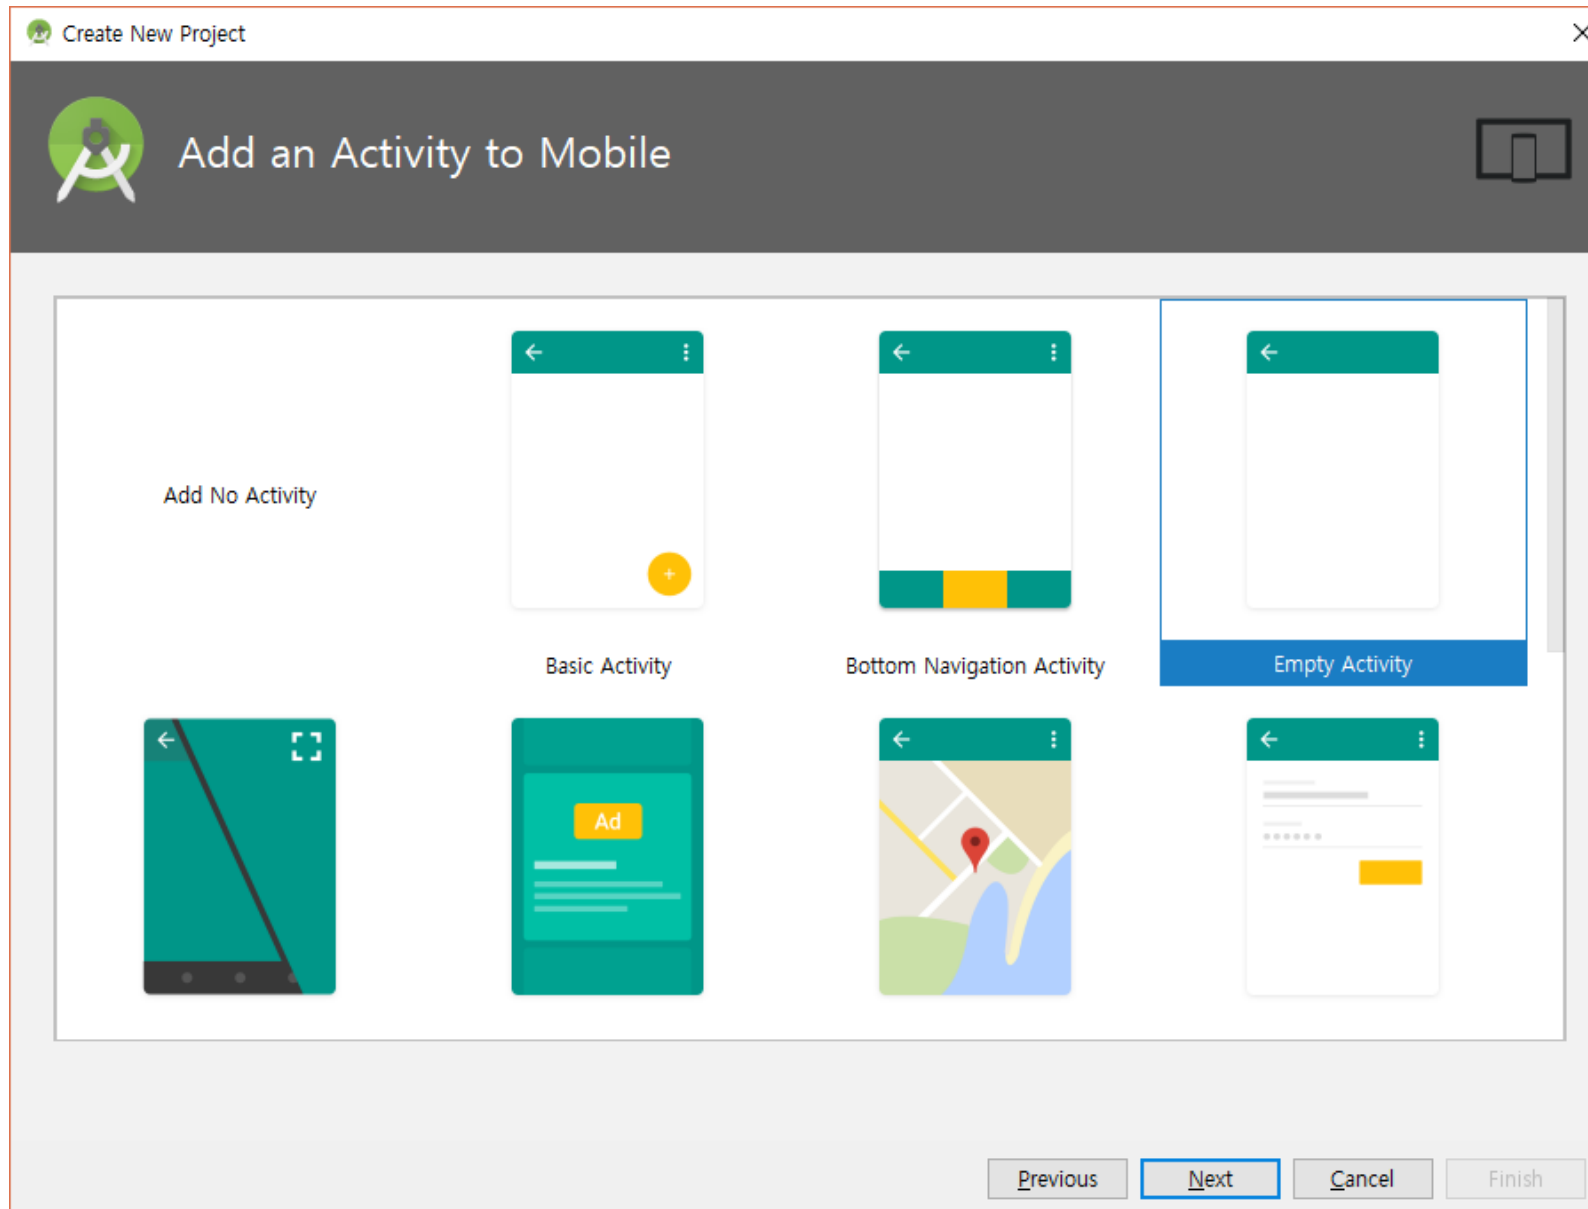 Create New Project
Add an Activity to Mobile
Add No Activity
Basic Activity
Bottom Navigation Activity
Empty Activity
Ad
Previous
Next
Cancel
Finish